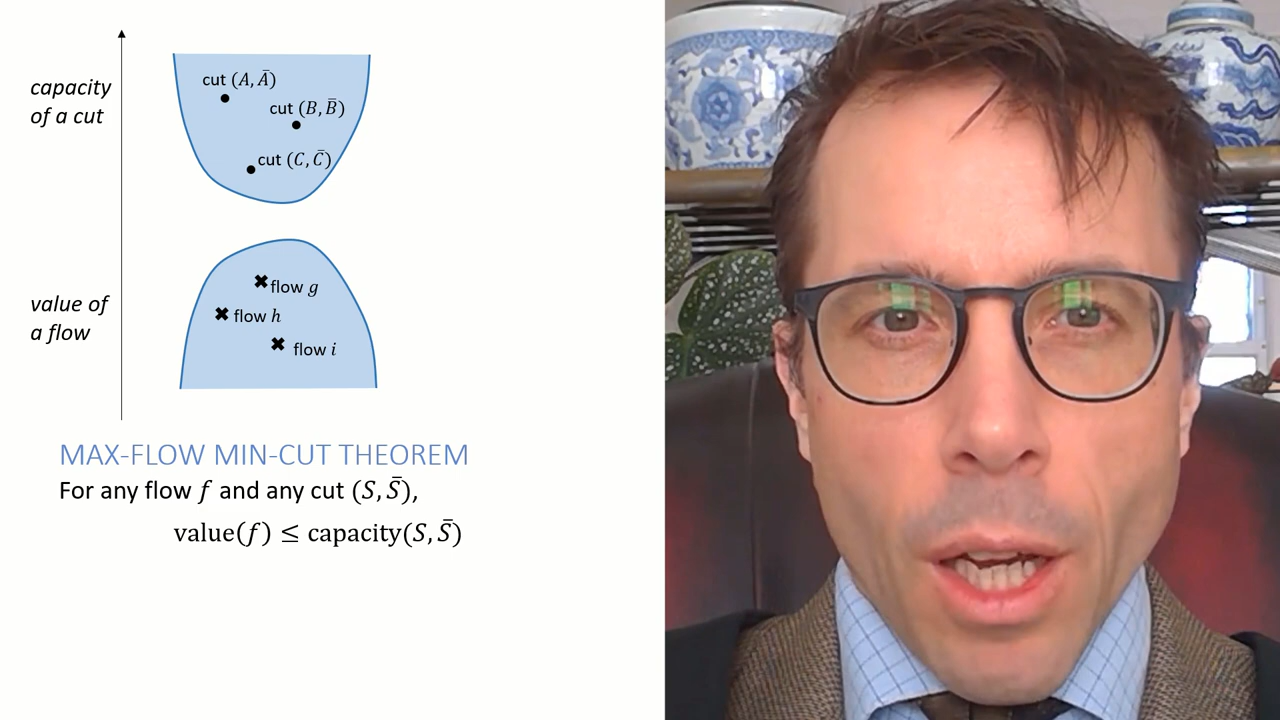 capacity
of a cut
cut (A, Ā)
cut (B, B̄)
cut (C, C̄)
value of
a flow
flow g
flow h
flow i
MAX-FLOW MIN-CUT THEOREM
For any flow f and any cut (S, S̄),
value(f) ≤ capacity(S, S̄)